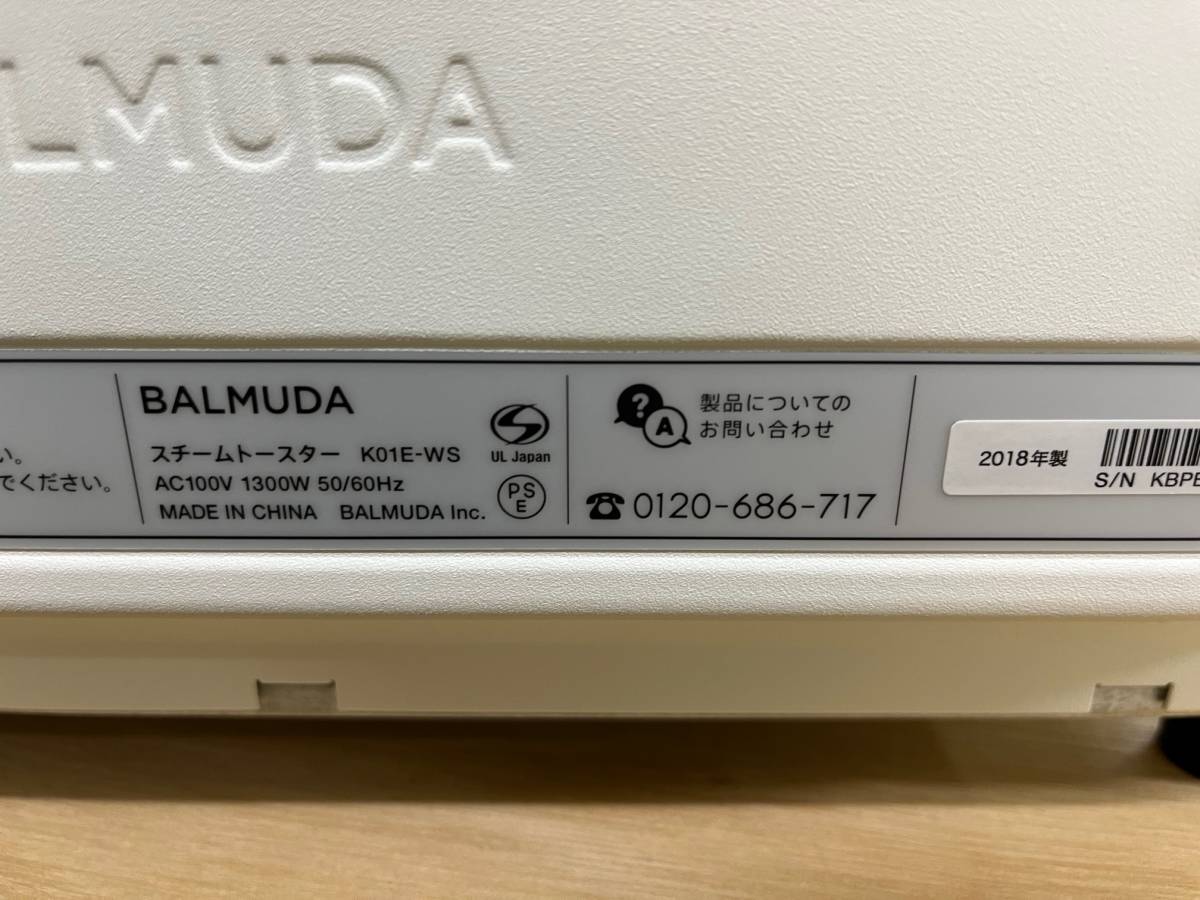 LMUDA
い。
でください。
BALMUDA
スチームトースター K01E-WS
AC100V 1300W 50/60Hz
MADE IN CHINA BALMUDA Inc.
S
UL Japan
PS
E
?
A
製品についての
お問い合わせ
0120-686-717
2018年製
S/N KBPE